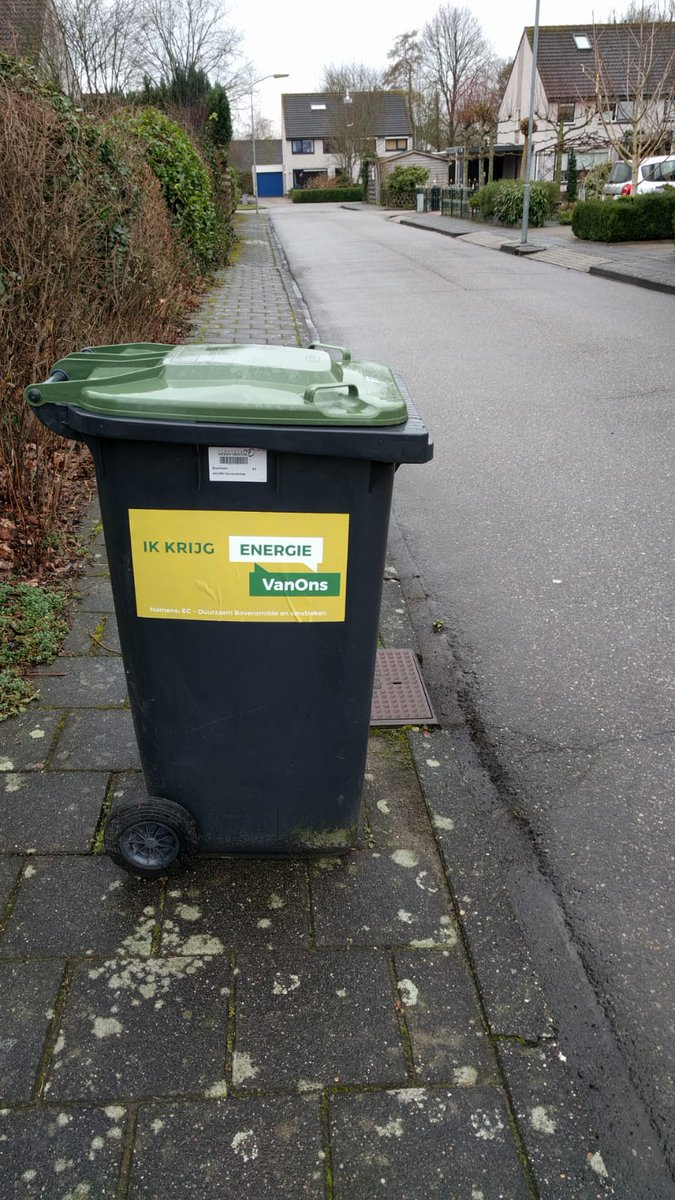 IK KRIJG ENERGIE
VanOns
Namens: EC - Duurzaam Bovensmilde en omstreken